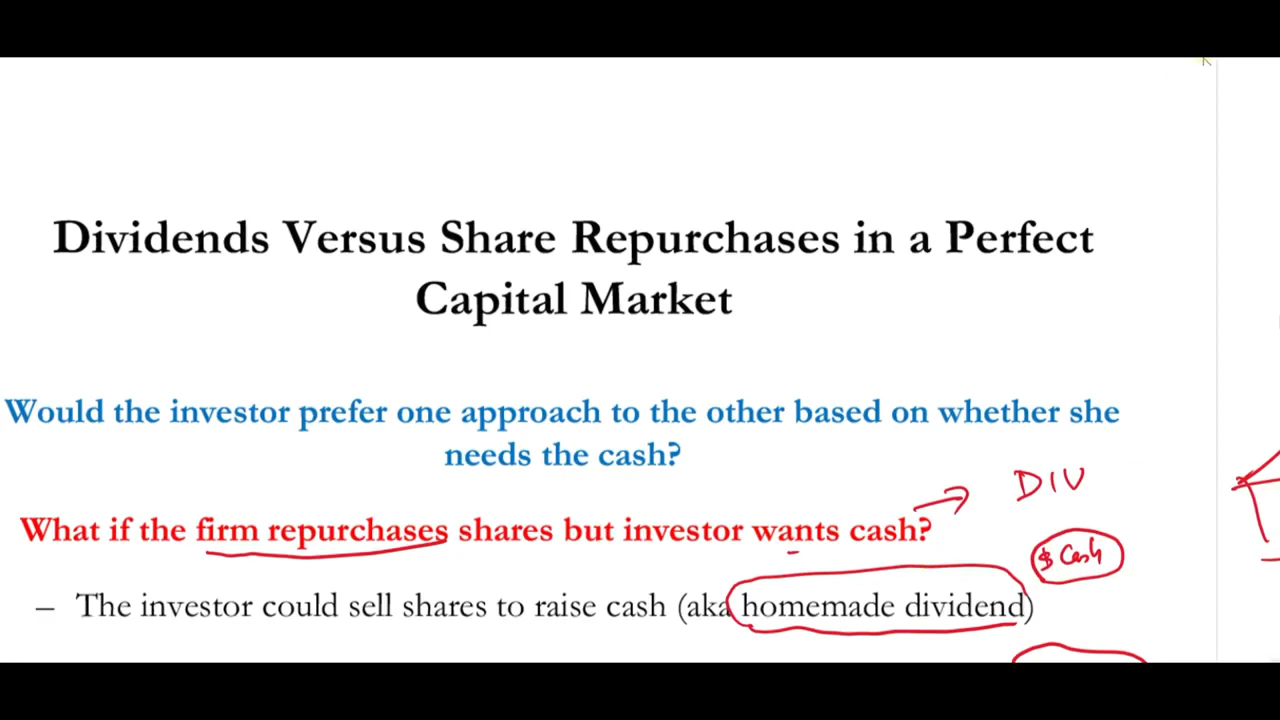 Dividends Versus Share Repurchases in a Perfect
Capital Market
Would the investor prefer one approach to the other based on whether she
needs the cash?
DIV
What if the firm repurchases shares but investor wants cash?
$ Cash
– The investor could sell shares to raise cash (aka homemade dividend)